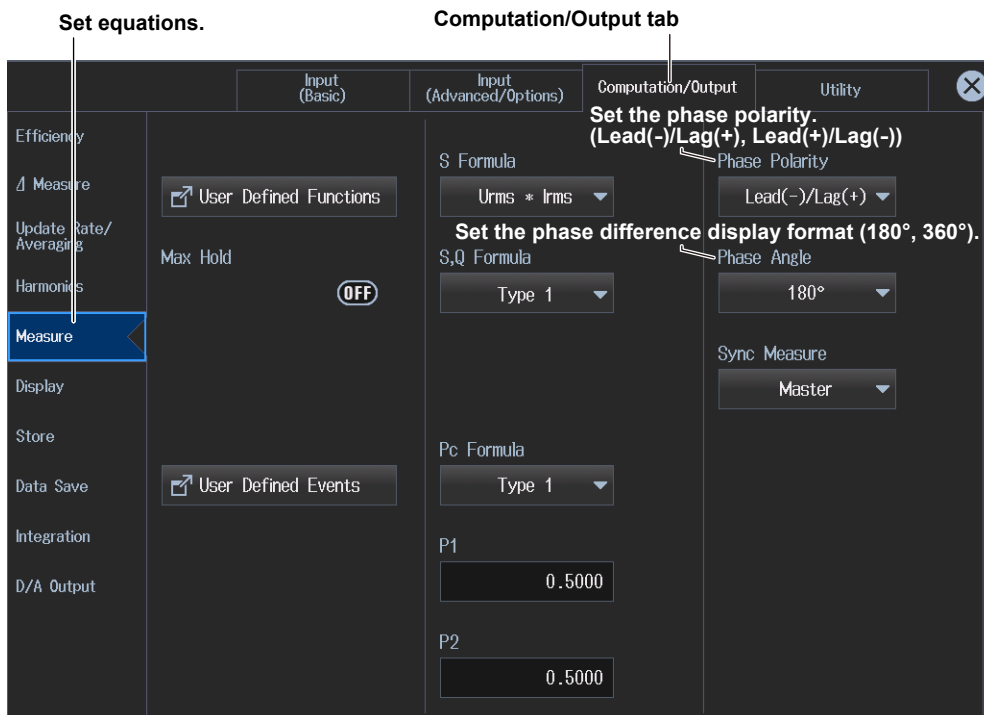 Set equations.
Computation/Output tab
Input
(Basic)
Input
(Advanced/Options)
Computation/Output
Utility
Set the phase polarity.
(Lead(-)/Lag(+), Lead(+)/Lag(-))
Efficiency
⊿ Measure
Update Rate/
Averaging
Harmonics
Measure
Display
Store
Data Save
Integration
D/A Output
User Defined Functions
Max Hold
OFF
User Defined Events
S Formula
Urms * Irms
S,Q Formula
Type 1
Pc Formula
Type 1
P1
0.5000
P2
0.5000
Phase Polarity
Lead(-)/Lag(+)
Set the phase difference display format (180°, 360°).
Phase Angle
180°
Sync Measure
Master